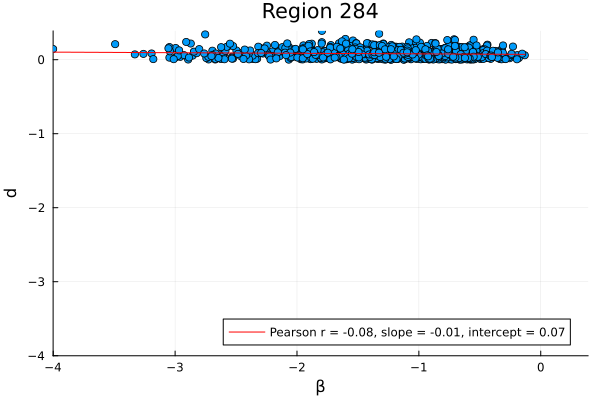 Region 284
d
0
−1
−2
−3
−4
Pearson r = -0.08, slope = -0.01, intercept = 0.07
−4
−3
−2
−1
0
β